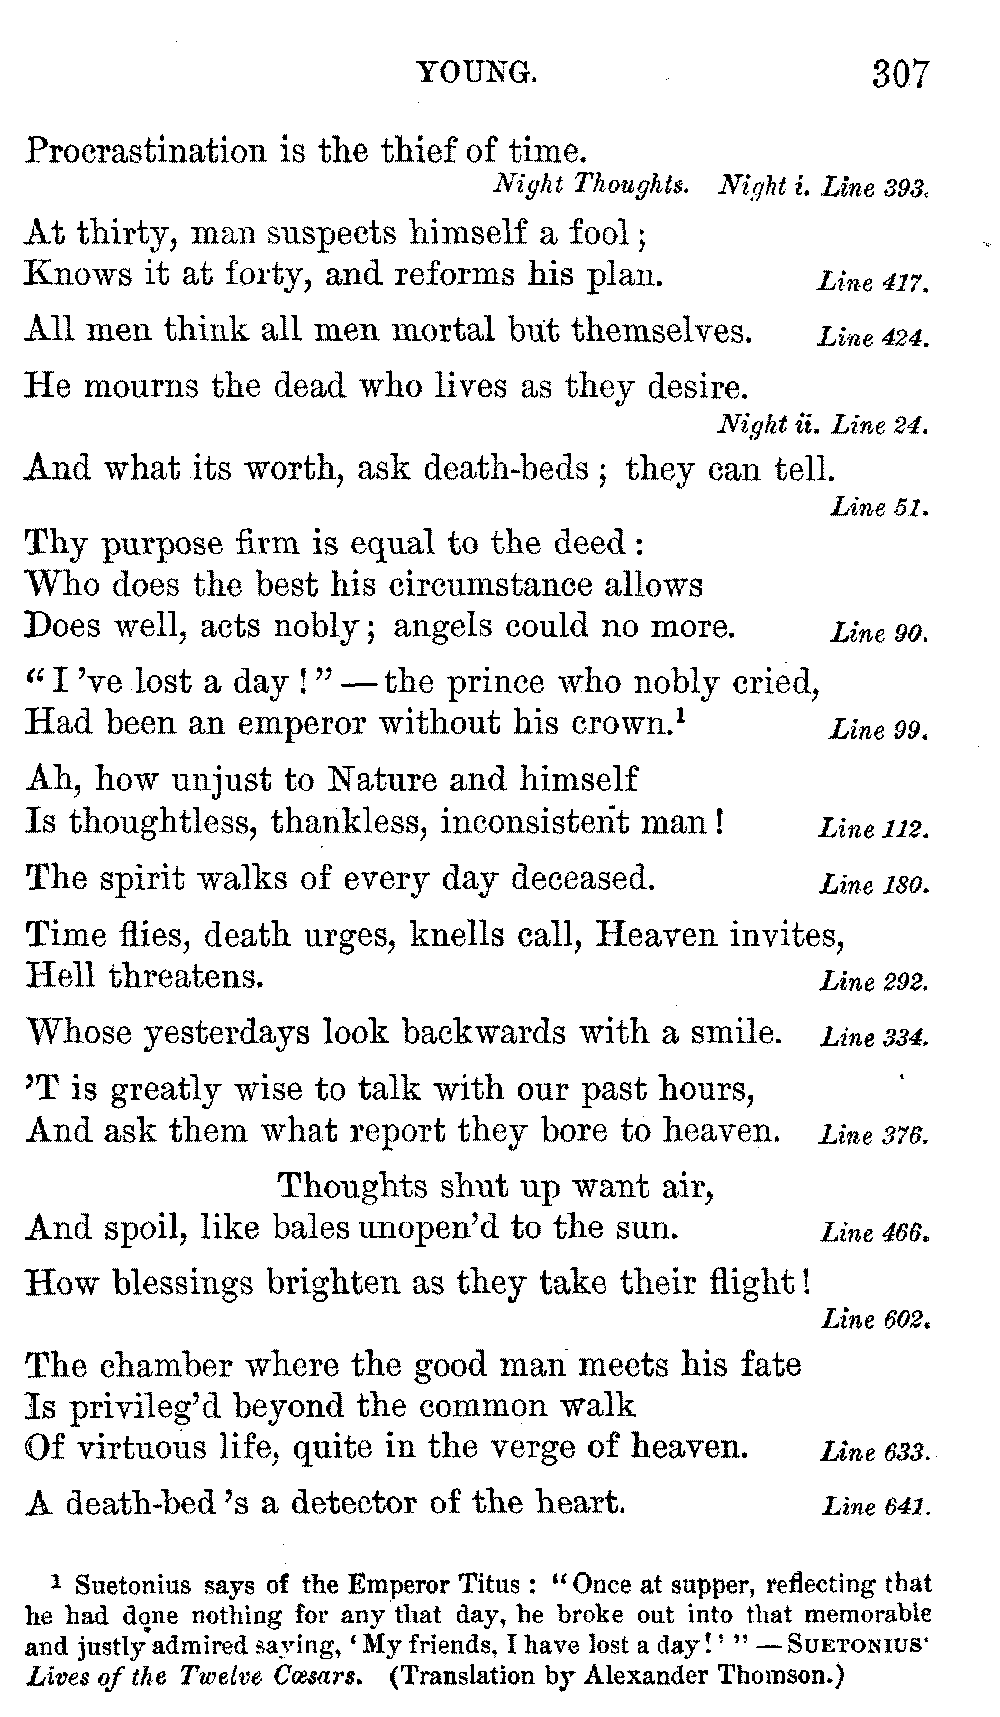 YOUNG. 307
Procrastination is the thief of time.
Night Thoughts. Night i. Line 393.
At thirty, man suspects himself a fool;
Knows it at forty, and reforms his plan. Line 417.
All men think all men mortal but themselves. Line 424.
He mourns the dead who lives as they desire.
Night ii. Line 24.
And what its worth, ask death-beds; they can tell.
Line 51.
Thy purpose firm is equal to the deed:
Who does the best his circumstance allows
Does well, acts nobly; angels could no more. Line 90.
"I 've lost a day!" — the prince who nobly cried,
Had been an emperor without his crown.¹ Line 99.
Ah, how unjust to Nature and himself
Is thoughtless, thankless, inconsistent man! Line 112.
The spirit walks of every day deceased. Line 180.
Time flies, death urges, knells call, Heaven invites,
Hell threatens. Line 292.
Whose yesterdays look backwards with a smile. Line 334.
'T is greatly wise to talk with our past hours,
And ask them what report they bore to heaven. Line 376.
Thoughts shut up want air,
And spoil, like bales unopen'd to the sun. Line 466.
How blessings brighten as they take their flight!
Line 602.
The chamber where the good man meets his fate
Is privileg'd beyond the common walk
Of virtuous life, quite in the verge of heaven. Line 633.
A death-bed 's a detector of the heart. Line 641.
¹ Suetonius says of the Emperor Titus: "Once at supper, reflecting that
he had done nothing for any that day, he broke out into that memorable
and justly admired saying, 'My friends, I have lost a day!'" — SUETONIUS'
Lives of the Twelve Cæsars. (Translation by Alexander Thomson.)